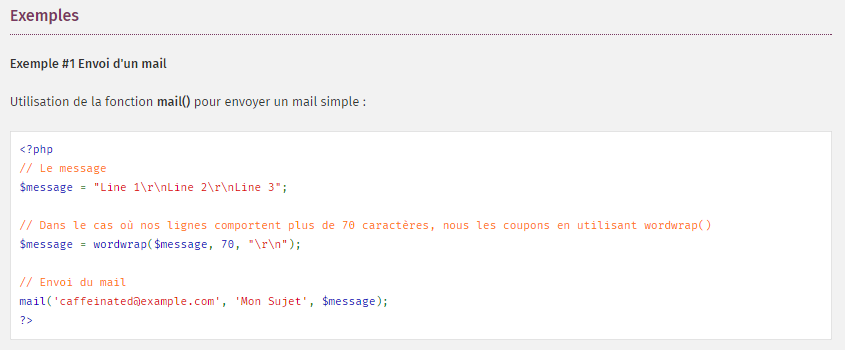 Exemples
Exemple #1 Envoi d'un mail
Utilisation de la fonction mail() pour envoyer un mail simple :
<?php
// Le message
$message = "Line 1\r\nLine 2\r\nLine 3";
// Dans le cas où nos lignes comportent plus de 70 caractères, nous les coupons en utilisant wordwrap()
$message = wordwrap($message, 70, "\r\n");
// Envoi du mail
mail('caffeinated@example.com', 'Mon Sujet', $message);
?>